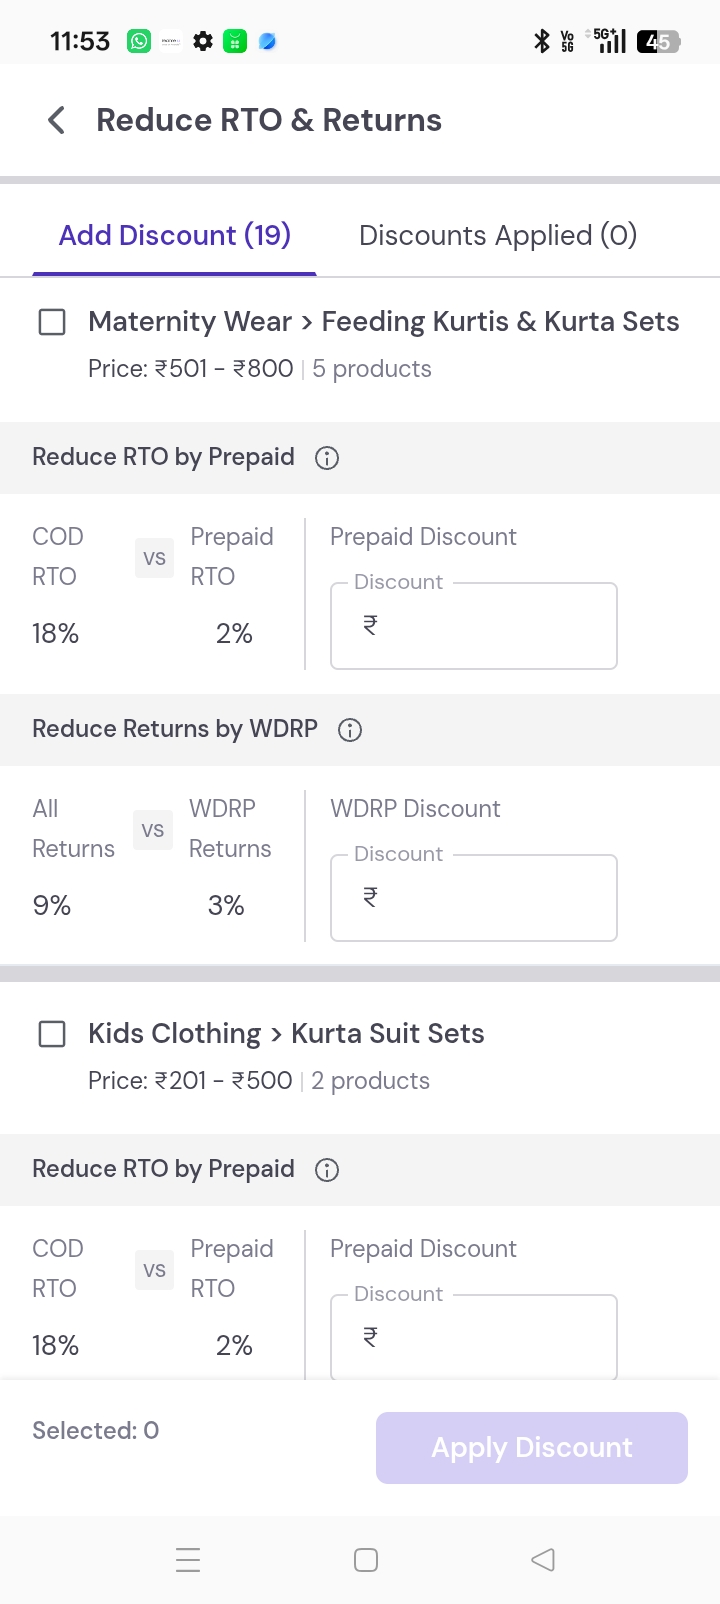 11:53
Vo 5G
5G+
45
Reduce RTO & Returns
Add Discount (19)
Discounts Applied (0)
Maternity Wear > Feeding Kurtis & Kurta Sets
Price: ₹501 - ₹800 | 5 products
Reduce RTO by Prepaid
COD RTO
VS
Prepaid RTO
18%
2%
Prepaid Discount
Discount
₹
Reduce Returns by WDRP
All Returns
VS
WDRP Returns
9%
3%
WDRP Discount
Discount
₹
Kids Clothing > Kurta Suit Sets
Price: ₹201 - ₹500 | 2 products
Reduce RTO by Prepaid
COD RTO
VS
Prepaid RTO
18%
2%
Prepaid Discount
Discount
₹
Selected: 0
Apply Discount